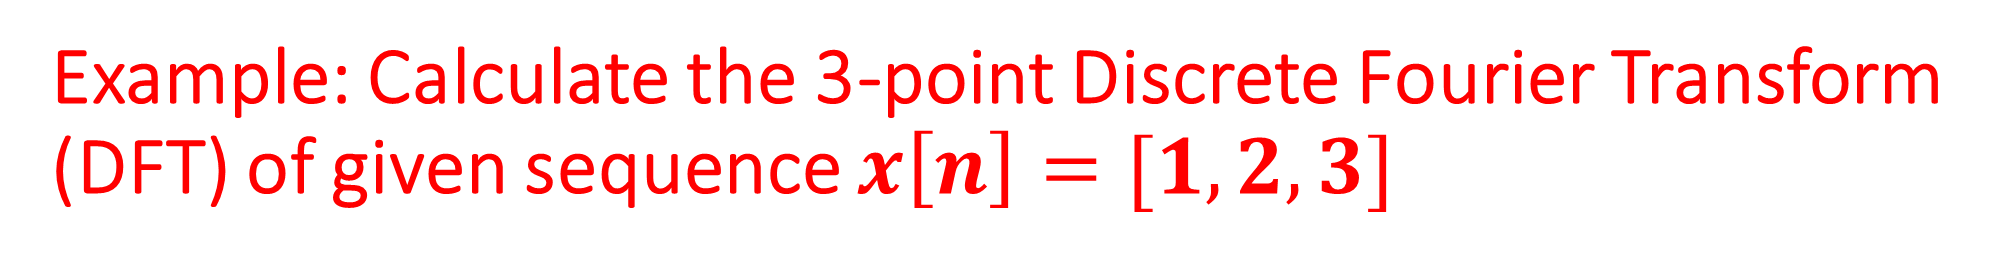 Example: Calculate the 3-point Discrete Fourier Transform
(DFT) of given sequence x[n] = [1, 2, 3]